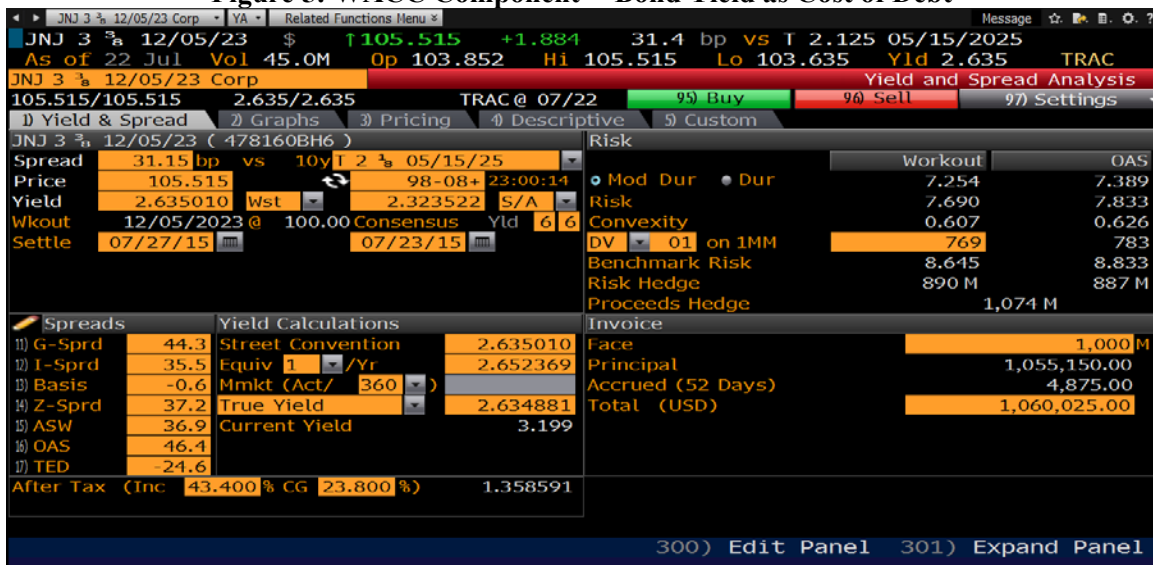 Figure 3: WACC Component – Bond Yield as Cost of Debt
JNJ 3 ⅜ 12/05/23 Corp YA Related Functions Menu Message
JNJ 3 ⅜ 12/05/23 $ ↑105.515 +1.884 31.4 bp vs T 2.125 05/15/2025
As of 22 Jul Vol 45.0M Op 103.852 Hi 105.515 Lo 103.635 Yld 2.635 TRAC
JNJ 3 ⅜ 12/05/23 Corp Yield and Spread Analysis
105.515/105.515 2.635/2.635 TRAC@ 07/22 95) Buy 96) Sell 97) Settings
1) Yield & Spread 2) Graphs 3) Pricing 4) Descriptive 5) Custom
JNJ 3 ⅜ 12/05/23 ( 478160BH6 ) Risk
Spread 31.15 bp vs 10y T 2 ⅛ 05/15/25 Workout OAS
Price 105.515 98-08+ 23:00:14 Mod Dur Dur 7.254 7.389
Yield 2.635010 Wst 2.323522 S/A Risk 7.690 7.833
Wkout 12/05/2023 @ 100.00 Consensus Yld 6 6 Convexity 0.607 0.626
Settle 07/27/15 07/23/15 DV 01 on 1MM 769 783
Benchmark Risk 8.645 8.833
Risk Hedge 890 M 887 M
Proceeds Hedge 1,074 M
Spreads Yield Calculations Invoice
11) G-Sprd 44.3 Street Convention 2.635010 Face 1,000 M
12) I-Sprd 35.5 Equiv 1 /Yr 2.652369 Principal 1,055,150.00
13) Basis -0.6 Mmkt (Act/ 360 ) Accrued (52 Days) 4,875.00
14) Z-Sprd 37.2 True Yield 2.634881 Total (USD) 1,060,025.00
15) ASW 36.9 Current Yield 3.199
16) OAS 46.4
17) TED -24.6
After Tax (Inc 43.400 % CG 23.800 %) 1.358591
300) Edit Panel 301) Expand Panel